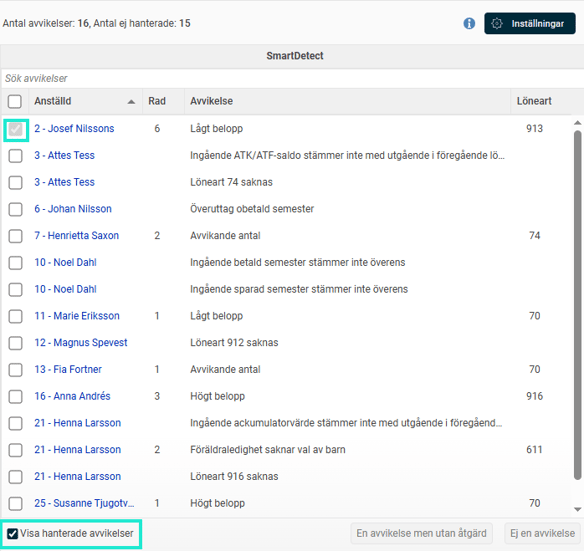 Antal avvikelser: 16, Antal ej hanterade: 15
Inställningar
SmartDetect
Sök avvikelser
Anställd Rad Avvikelse Löneart
2 - Josef Nilssons 6 Lågt belopp 913
3 - Attes Tess Ingående ATK/ATF-saldo stämmer inte med utgående i föregående lö...
3 - Attes Tess Löneart 74 saknas
6 - Johan Nilsson Överuttag obetald semester
7 - Henrietta Saxon 2 Avvikande antal 74
10 - Noel Dahl Ingående betald semester stämmer inte överens
10 - Noel Dahl Ingående sparad semester stämmer inte överens
11 - Marie Eriksson 1 Lågt belopp 70
12 - Magnus Spevest Löneart 912 saknas
13 - Fia Fortner 1 Avvikande antal 70
16 - Anna Andrés 3 Högt belopp 916
21 - Henna Larsson Ingående ackumulatorvärde stämmer inte med utgående i föregåend...
21 - Henna Larsson 2 Föräldraledighet saknar val av barn 611
21 - Henna Larsson Löneart 916 saknas
25 - Susanne Tjugotv... 1 Högt belopp 70
Visa hanterade avvikelser En avvikelse men utan åtgärd Ej en avvikelse